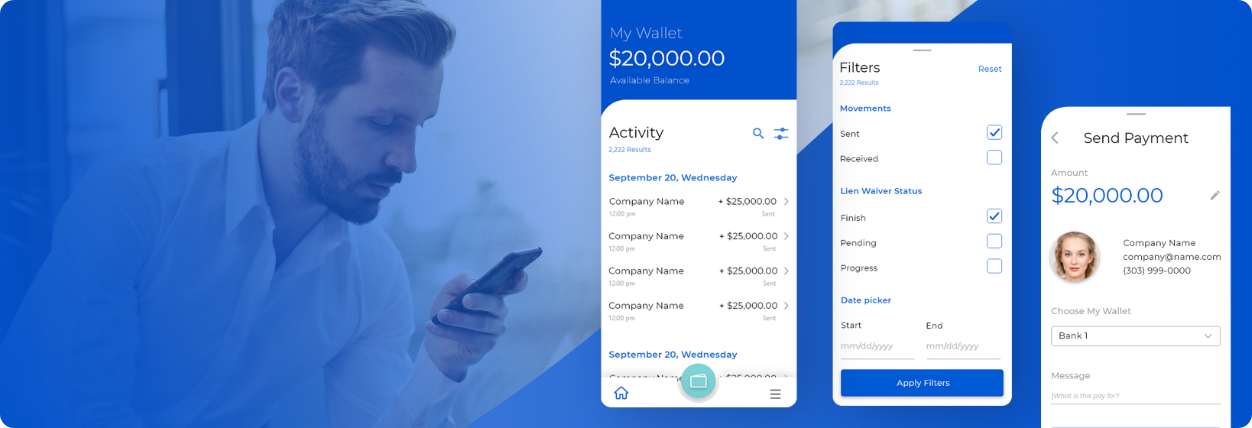 My Wallet
$20,000.00
Available Balance
Activity
2,222 Results
September 20, Wednesday
Company Name + $25,000.00
12:00 pm Sent
Company Name + $25,000.00
12:00 pm Sent
Company Name + $25,000.00
12:00 pm Sent
Company Name + $25,000.00
12:00 pm Sent
September 20, Wednesday
Company Name + $25,000.00
Filters Reset
2,222 Results
Movements
Sent
Received
Lien Waiver Status
Finish
Pending
Progress
Date picker
Start End
mm/dd/yyyy mm/dd/yyyy
Apply Filters
Send Payment
Amount
$20,000.00
Company Name
company@name.com
(303) 999-0000
Choose My Wallet
Bank 1
Message
(What is this pay for?